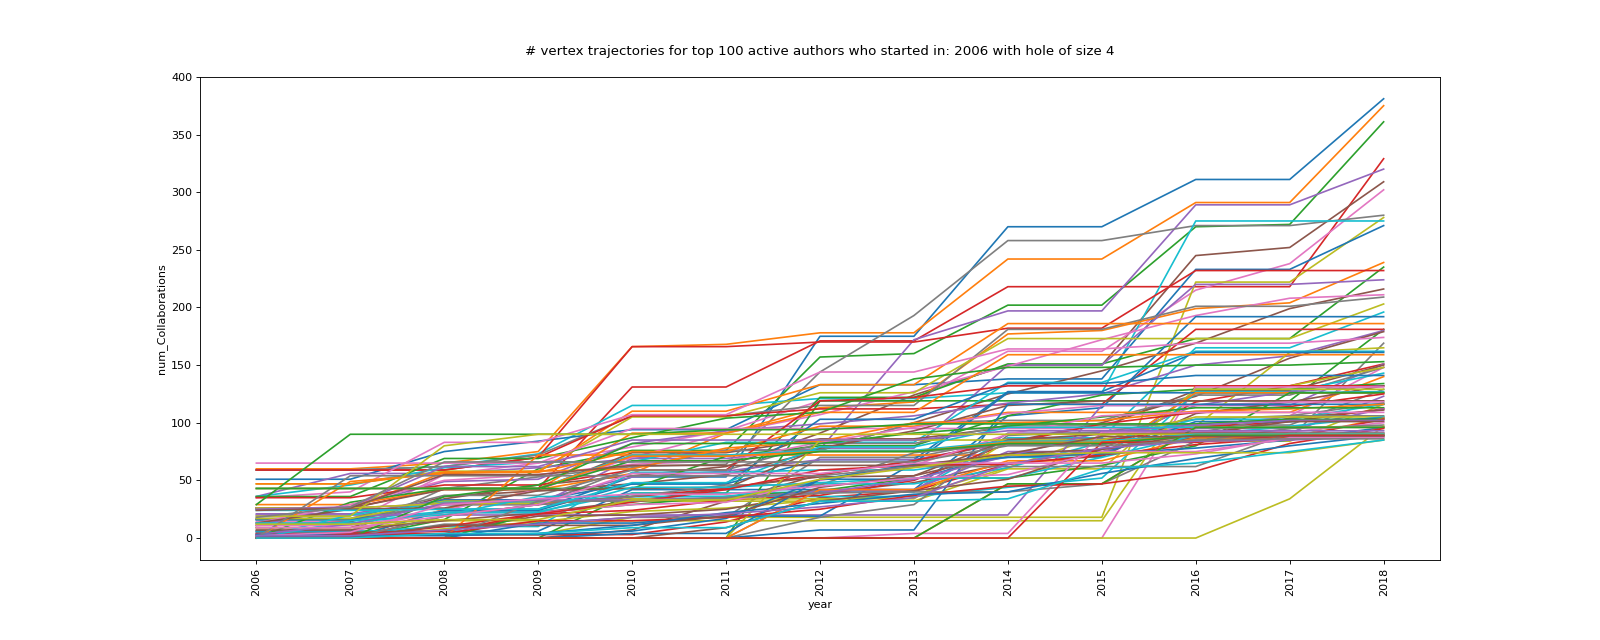 # vertex trajectories for top 100 active authors who started in: 2006 with hole of size 4
400
350
300
250
200
150
100
50
0
num_Collaborations
2006 2007 2008 2009 2010 2011 2012 2013 2014 2015 2016 2017 2018
year